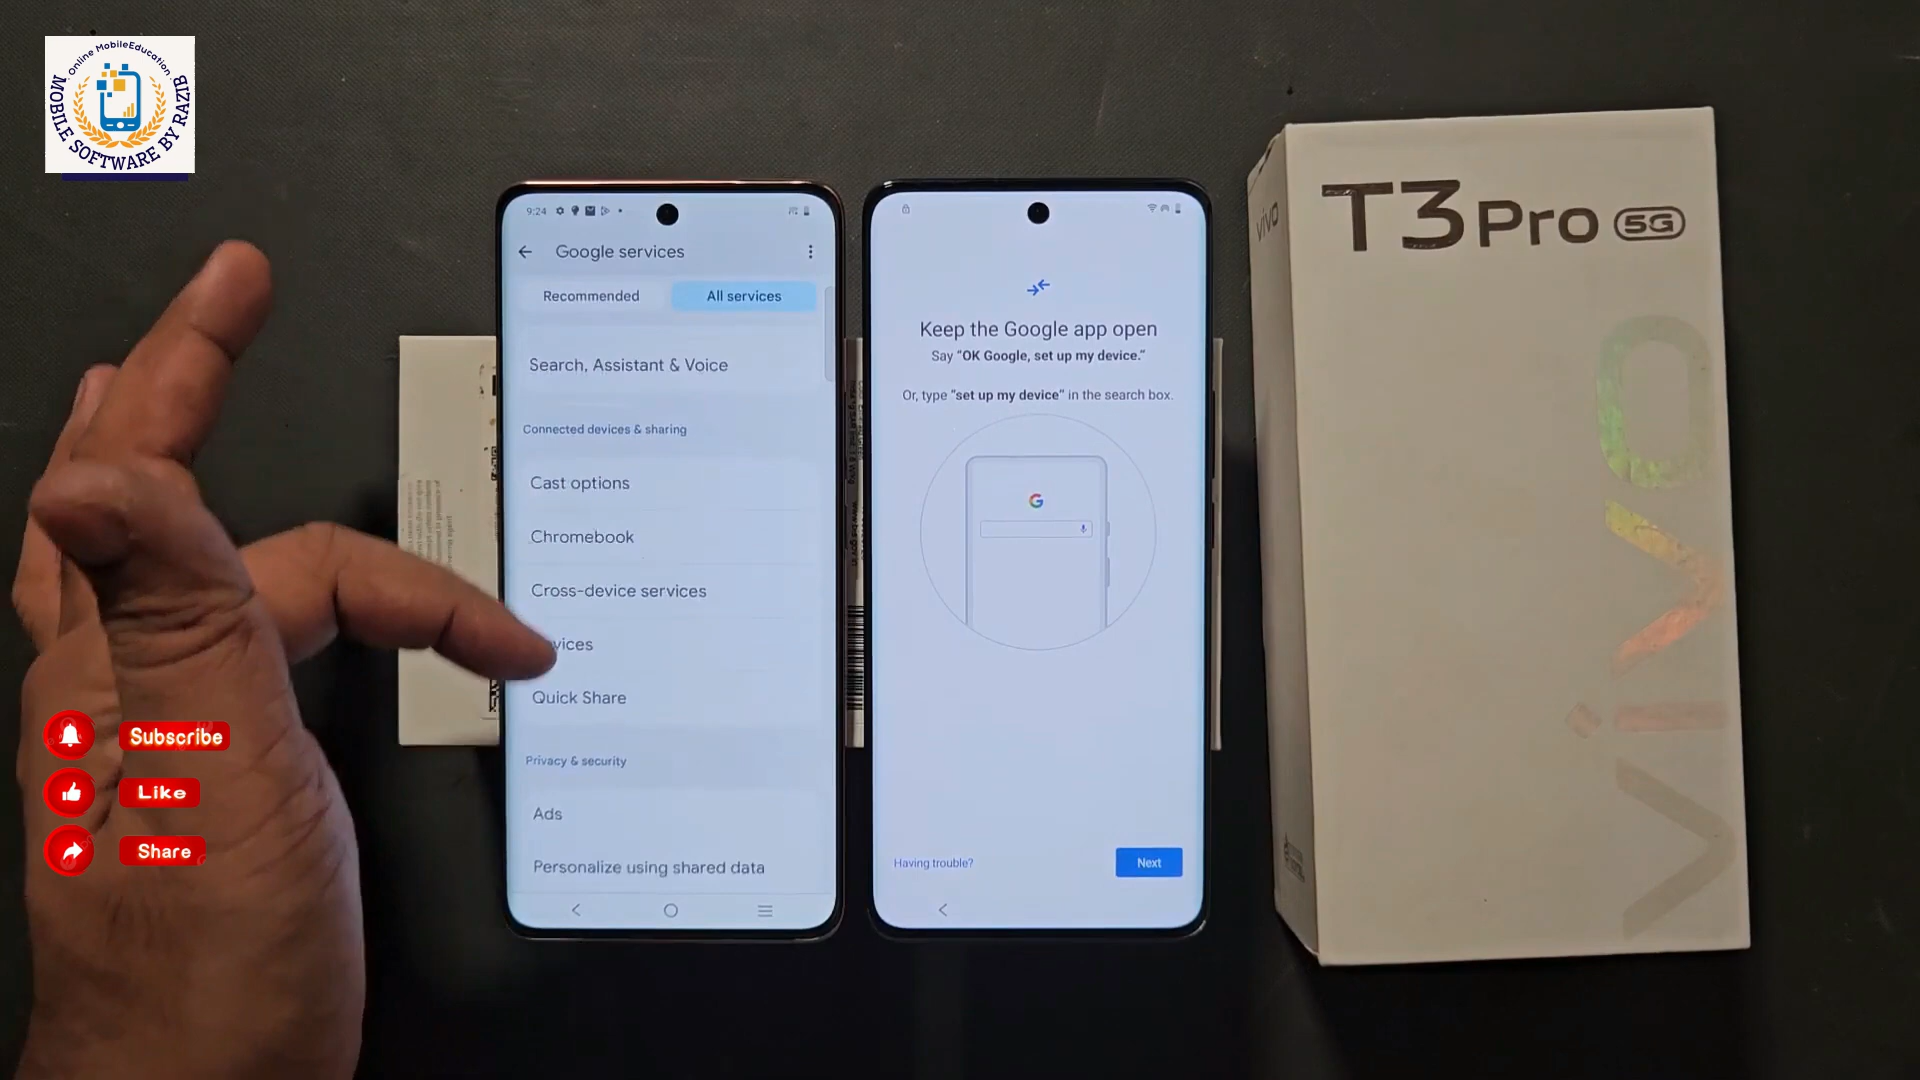 Online MobileEducation
MOBILE SOFTWARE BY RAZIB
Subscribe
Like
Share
9:24
Google services
Recommended
All services
Search, Assistant & Voice
Connected devices & sharing
Cast options
Chromebook
Cross-device services
vices
Quick Share
Privacy & security
Ads
Personalize using shared data
Keep the Google app open
Say “OK Google, set up my device.”
Or, type “set up my device” in the search box.
G
Having trouble?
Next
vivo
T3 Pro 5G
vivo